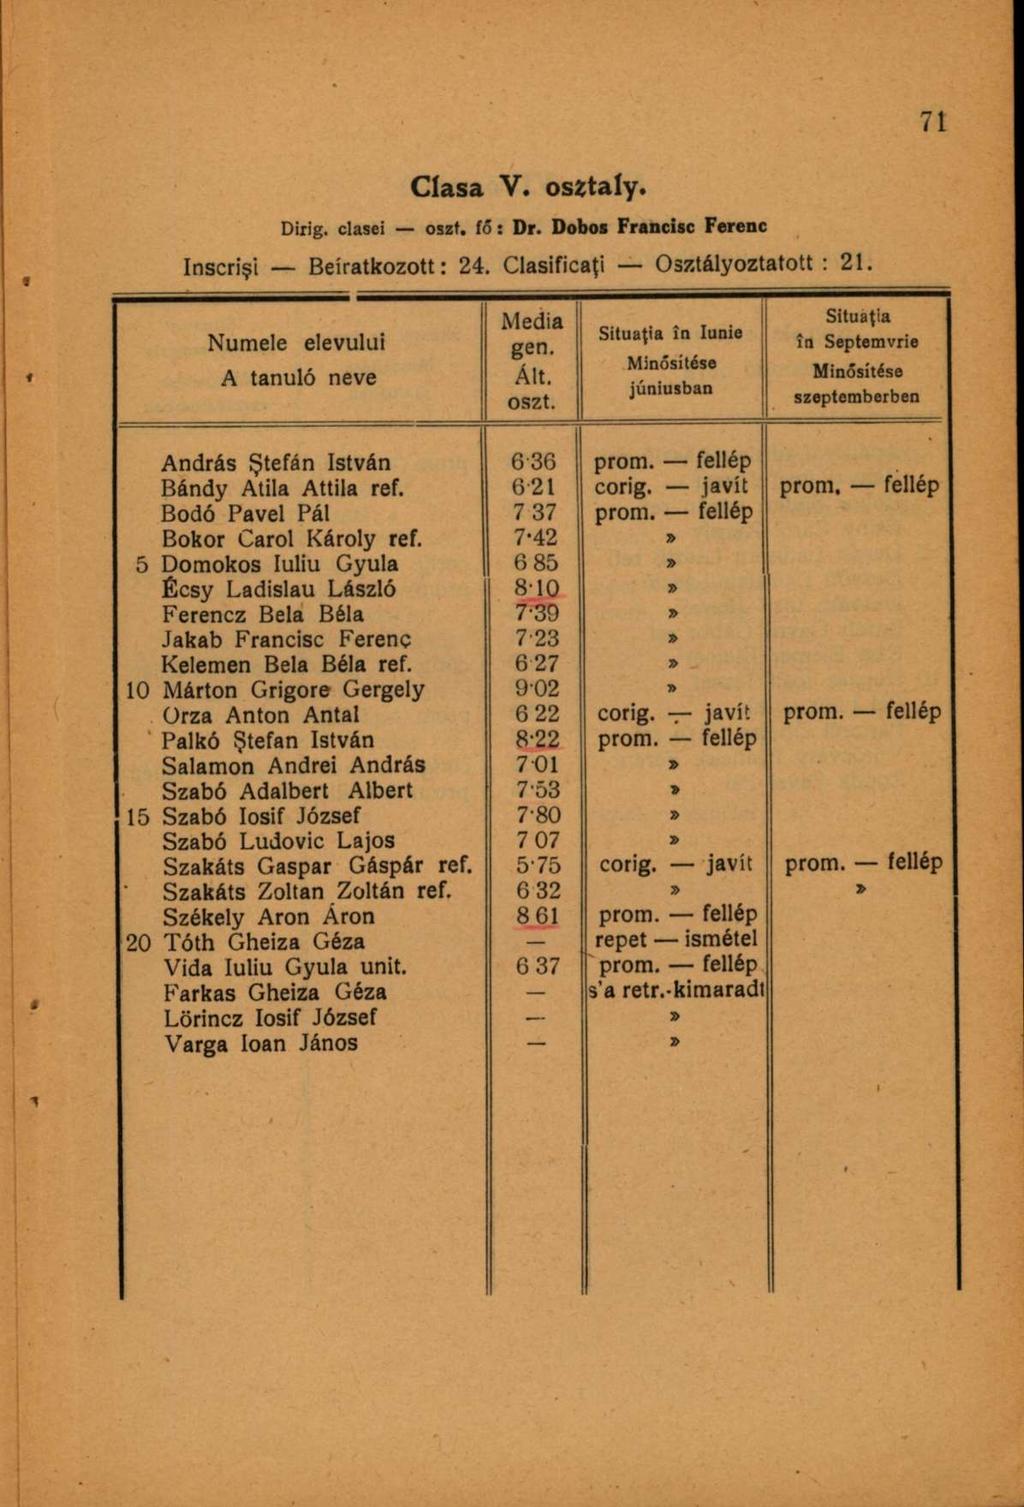 71
Clasa V. osztaly.
Dirig. clasei — oszt. fő: Dr. Dobos Francisc Ferenc
Inscrişi — Beíratkozott: 24. Clasificaţi — Osztályoztatott: 21.
Numele elevului A tanuló neve | Media gen. Ált. oszt. | Situaţia în Iunie Minősítése júniusban | Situaţia în Septemvrie Minősítése szeptemberben
András Ştefán István 6·36 prom. — fellép
Bándy Atila Attila ref. 6·21 corig. — javít prom. — fellép
Bodó Pavel Pál 7 37 prom. — fellép
Bokor Carol Károly ref. 7·42 »
5 Domokos Iuliu Gyula 6 85 »
Écsy Ladislau László 8·10 »
Ferencz Bela Béla 7·39 »
Jakab Francisc Ferenc 7·23 »
Kelemen Bela Béla ref. 6 27 »
10 Márton Grigore Gergely 9·02 »
Orza Anton Antal 6 22 corig. — javít prom. — fellép
Palkó Ştefan István 8·22 prom. — fellép
Salamon Andrei András 7·01 »
Szabó Adalbert Albert 7·53 »
15 Szabó Iosif József 7·80 »
Szabó Ludovic Lajos 7 07 »
Szakáts Gaspar Gáspár ref. 5·75 corig. — javít prom. — fellép
Szakáts Zoltan Zoltán ref. 6 32 » »
Székely Aron Áron 8 61 prom. — fellép
20 Tóth Gheiza Géza — repet — ismétel
Vida Iuliu Gyula unit. 6 37 prom. — fellép
Farkas Gheiza Géza — s'a retr.-kimaradt
Lörincz Iosif József — »
Varga Ioan János — »